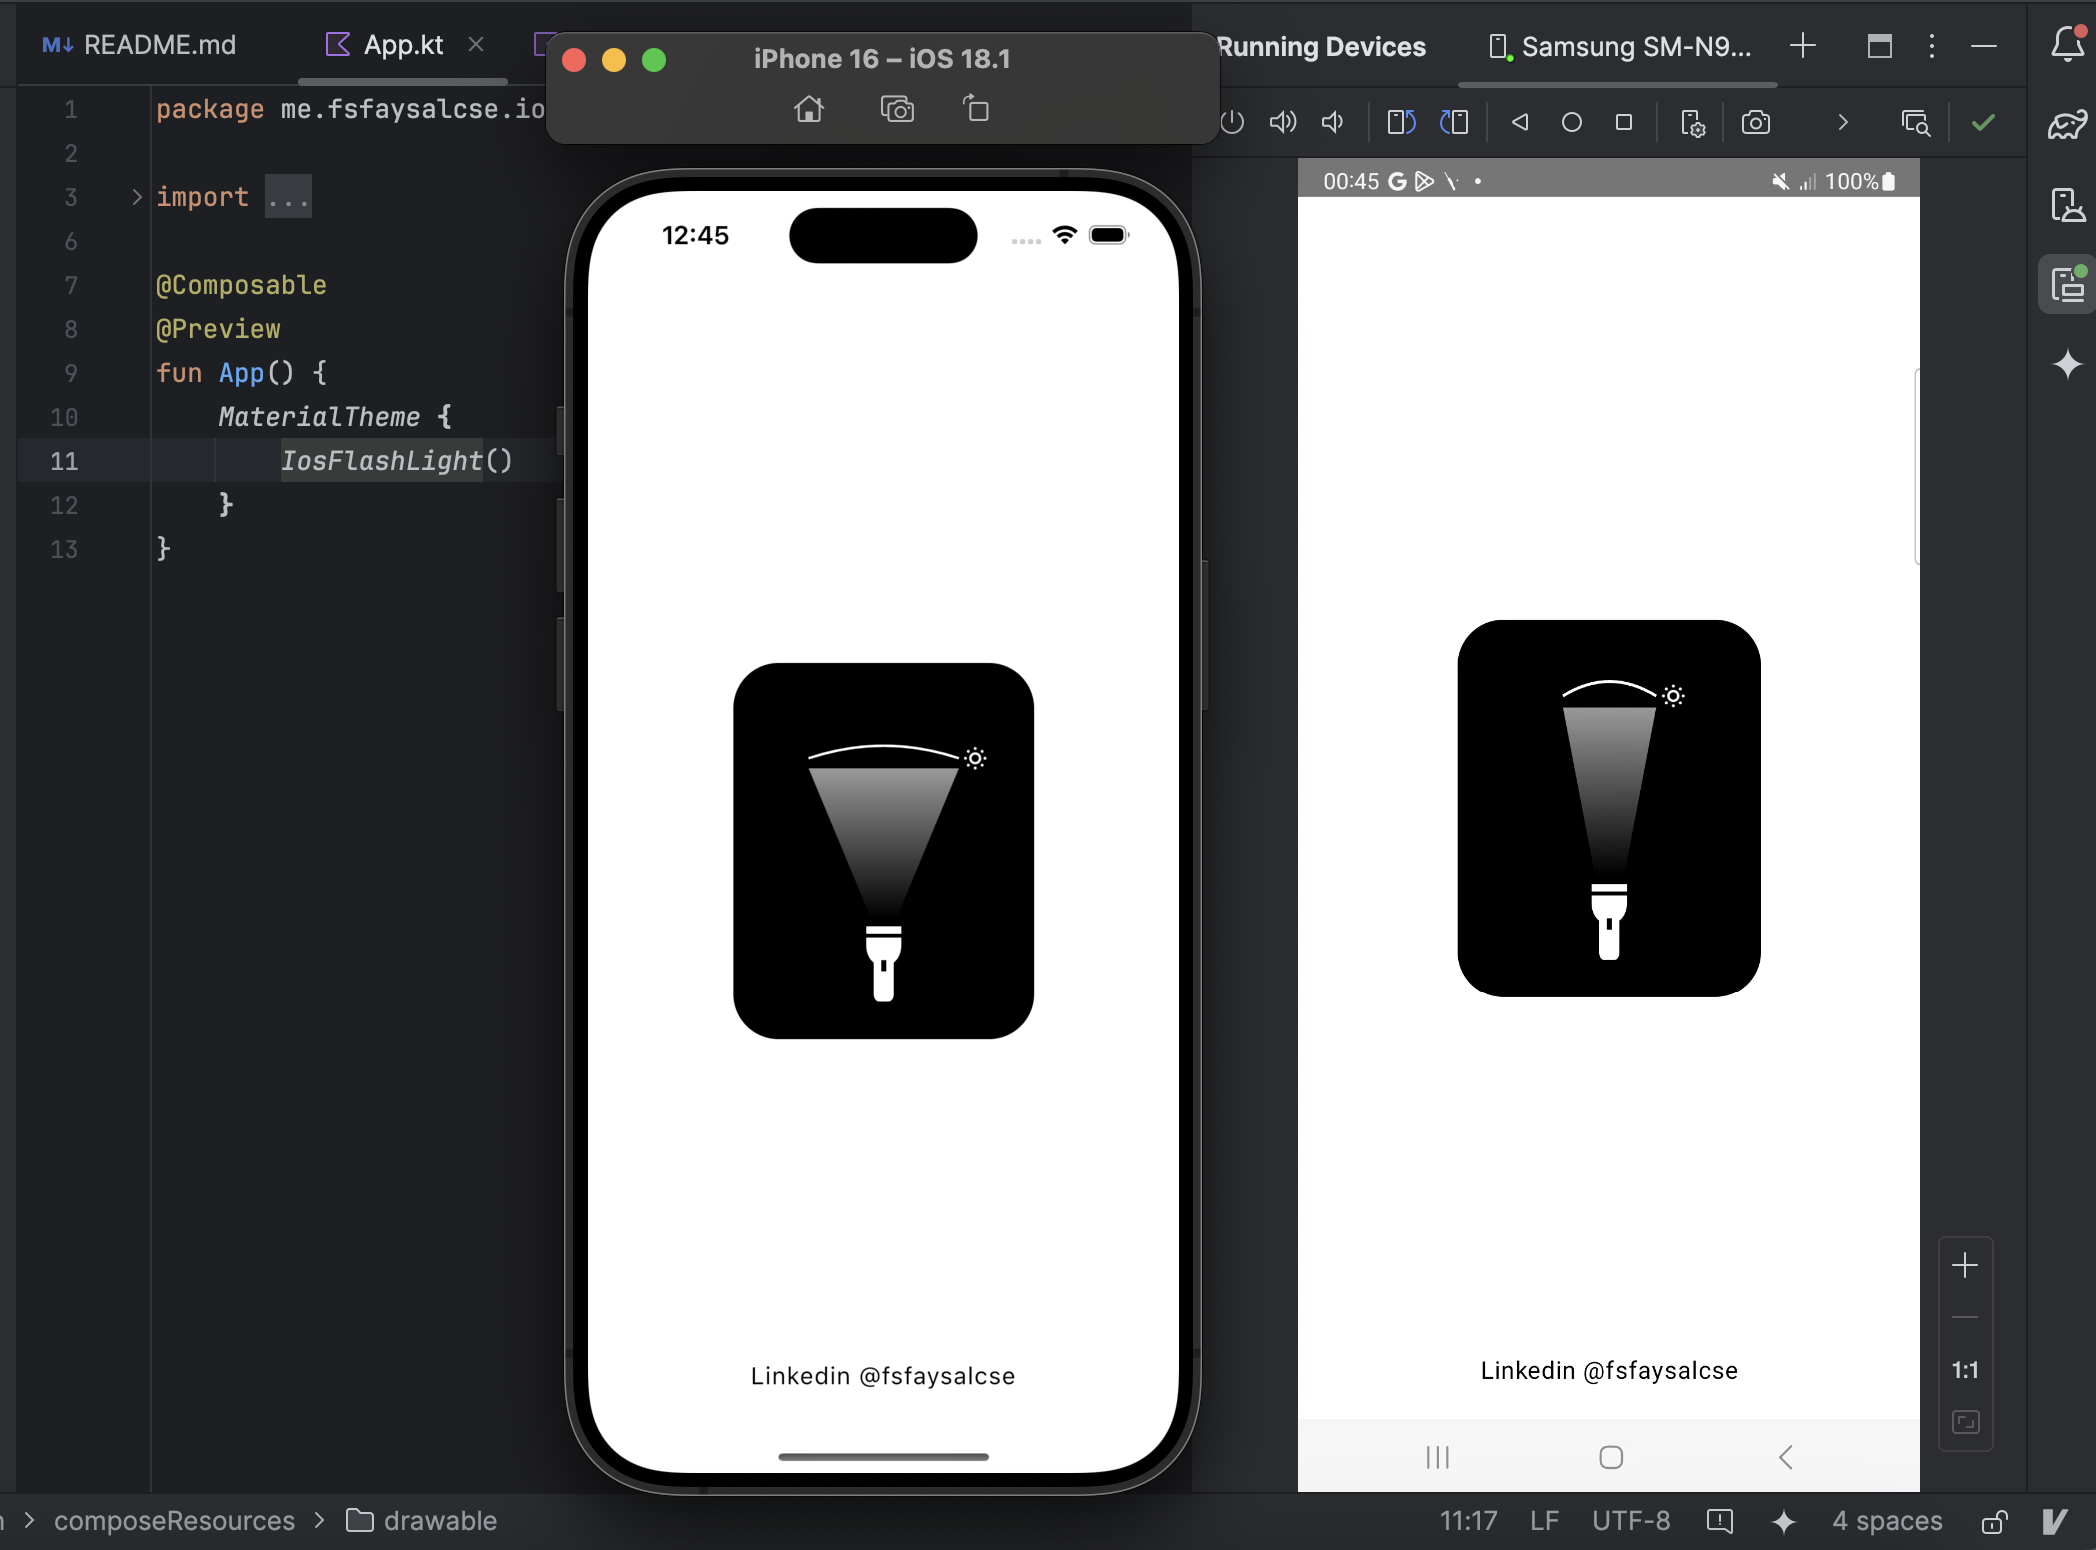 README.md
App.kt
iPhone 16 – iOS 18.1
Running Devices
Samsung SM-N9...
1 package me.fsfaysalcse.io
2
3 import ...
6
7 @Composable
8 @Preview
9 fun App() {
10 MaterialTheme {
11 IosFlashLight()
12 }
13 }
12:45
Linkedin @fsfaysalcse
00:45
100%
Linkedin @fsfaysalcse
1:1
composeResources
drawable
11:17
LF
UTF-8
4 spaces